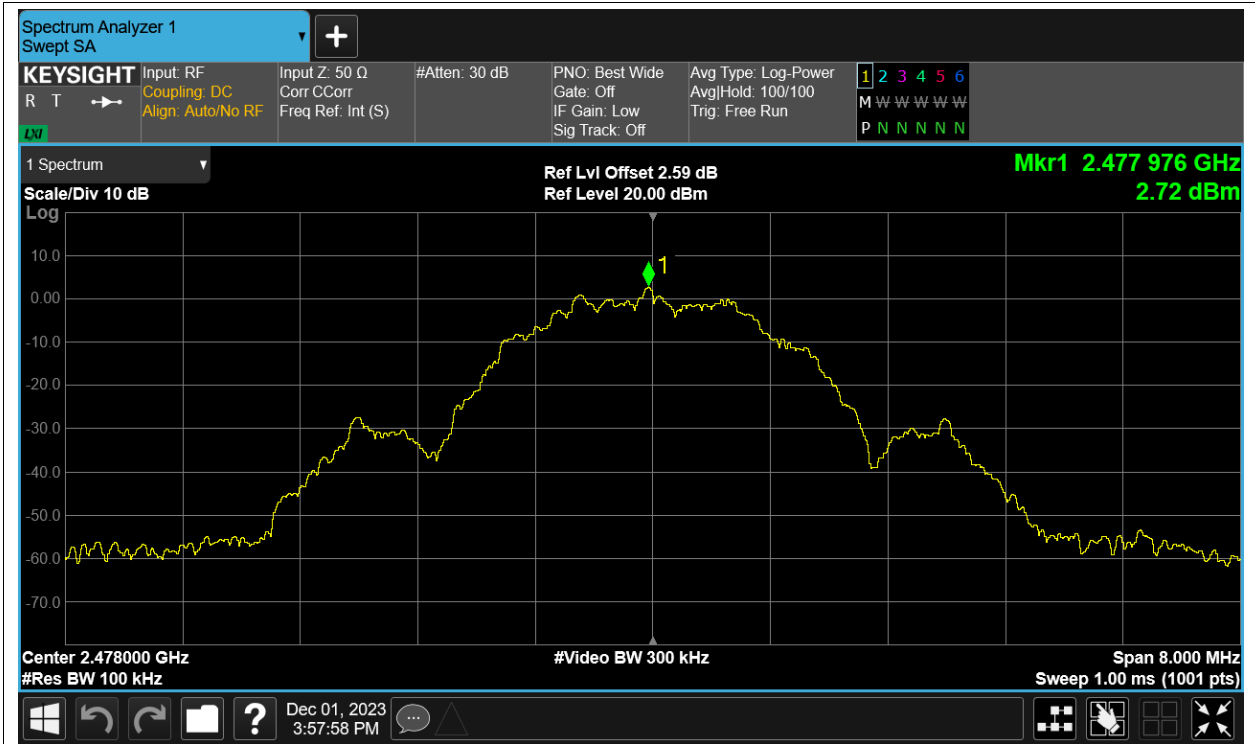 Spectrum Analyzer 1
Swept SA
KEYSIGHT
R T
LXI
Input: RF
Coupling: DC
Align: Auto/No RF
Input Z: 50 Ω
Corr CCorr
Freq Ref: Int (S)
#Atten: 30 dB
PNO: Best Wide
Gate: Off
IF Gain: Low
Sig Track: Off
Avg Type: Log-Power
Avg|Hold: 100/100
Trig: Free Run
1 2 3 4 5 6
M W W W W W
P N N N N N
1 Spectrum
Scale/Div 10 dB
Ref Lvl Offset 2.59 dB
Ref Level 20.00 dBm
Mkr1 2.477 976 GHz
2.72 dBm
Log
1
10.0
0.00
-10.0
-20.0
-30.0
-40.0
-50.0
-60.0
-70.0
Center 2.478000 GHz
#Res BW 100 kHz
#Video BW 300 kHz
Span 8.000 MHz
Sweep 1.00 ms (1001 pts)
?
Dec 01, 2023
3:57:58 PM